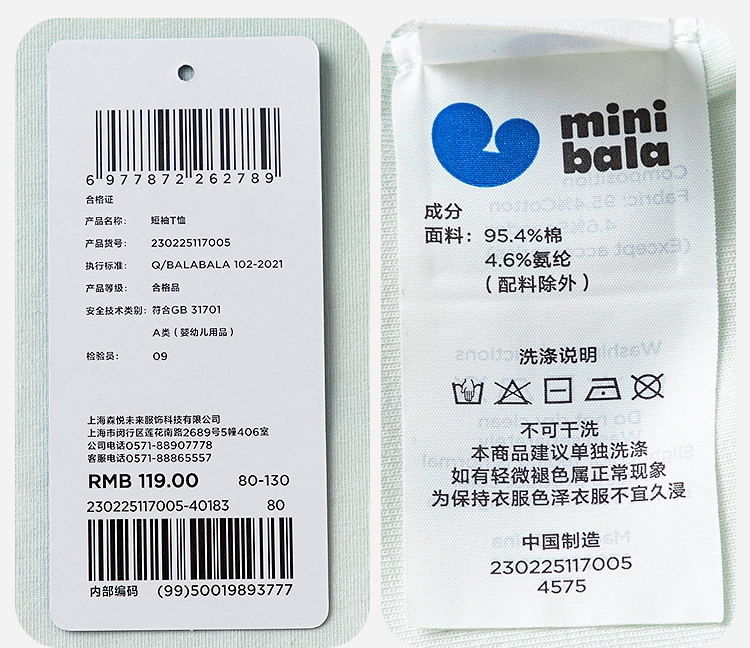 6 977872 262789
合格证
产品名称： 短袖T恤
产品货号： 230225117005
执行标准： Q/BALABALA 102-2021
产品等级： 合格品
安全技术类别：符合GB 31701
A类（婴幼儿用品）
检验员： 09
上海森悦未来服饰科技有限公司
上海市闵行区莲花南路2689号5幢406室
公司电话0571-88907778
客服电话0571-88865557
RMB 119.00 80-130
230225117005-40183 80
内部编码 (99)50019893777
mini
bala
成分
面料：95.4%棉
4.6%氨纶
（配料除外）
洗涤说明
不可干洗
本商品建议单独洗涤
如有轻微褪色属正常现象
为保持衣服色泽衣服不宜久浸
中国制造
230225117005
4575